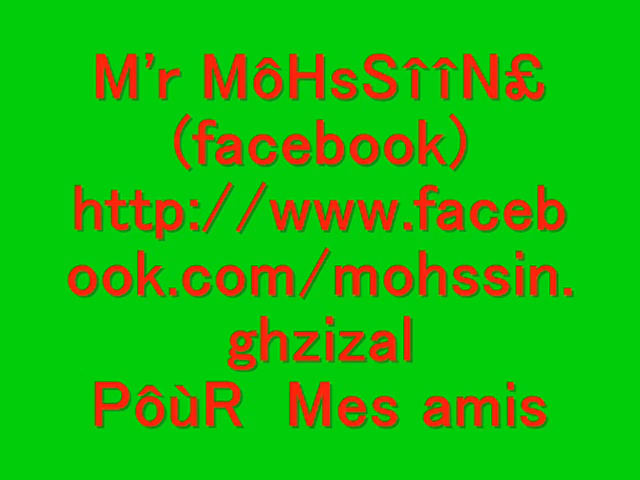 M'r MôHsSîîN£
(facebook)
http://www.faceb
ook.com/mohssin.
ghzizal
PôùR Mes amis